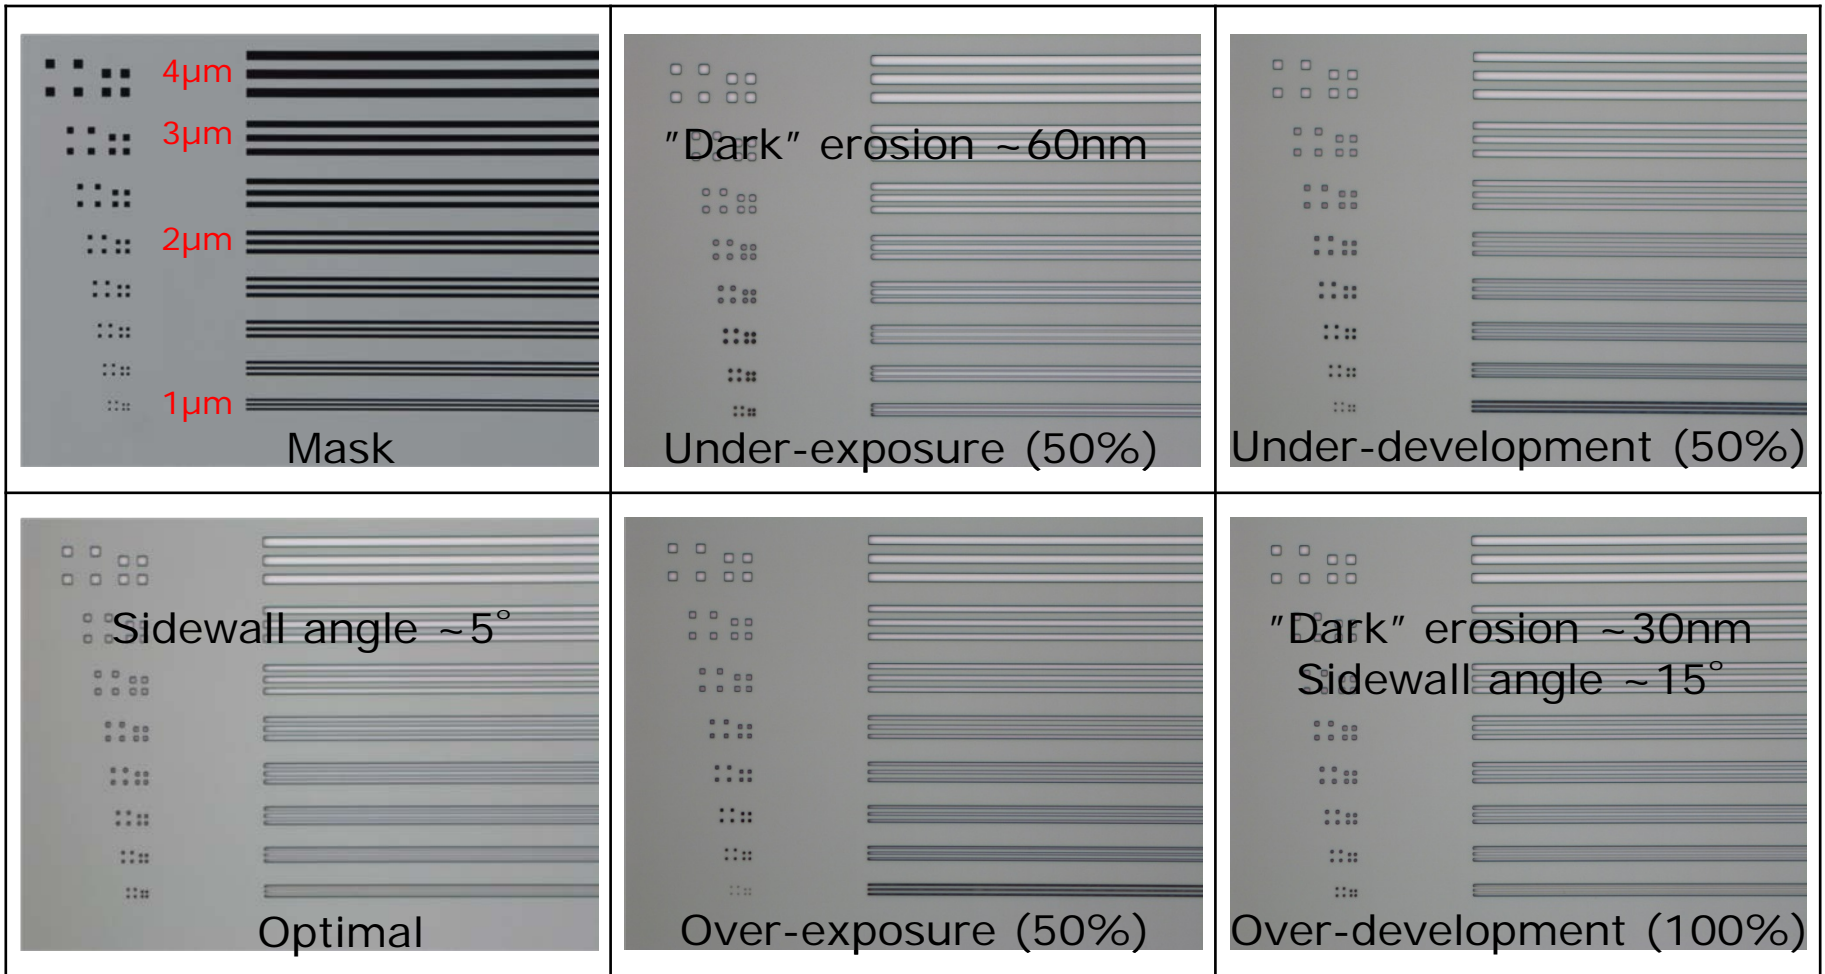 4µm
3µm
2µm
1µm
Mask
"Dark" erosion ~60nm
Under-exposure (50%)
Under-development (50%)
Sidewall angle ~5°
Optimal
Over-exposure (50%)
"Dark" erosion ~30nm
Sidewall angle ~15°
Over-development (100%)